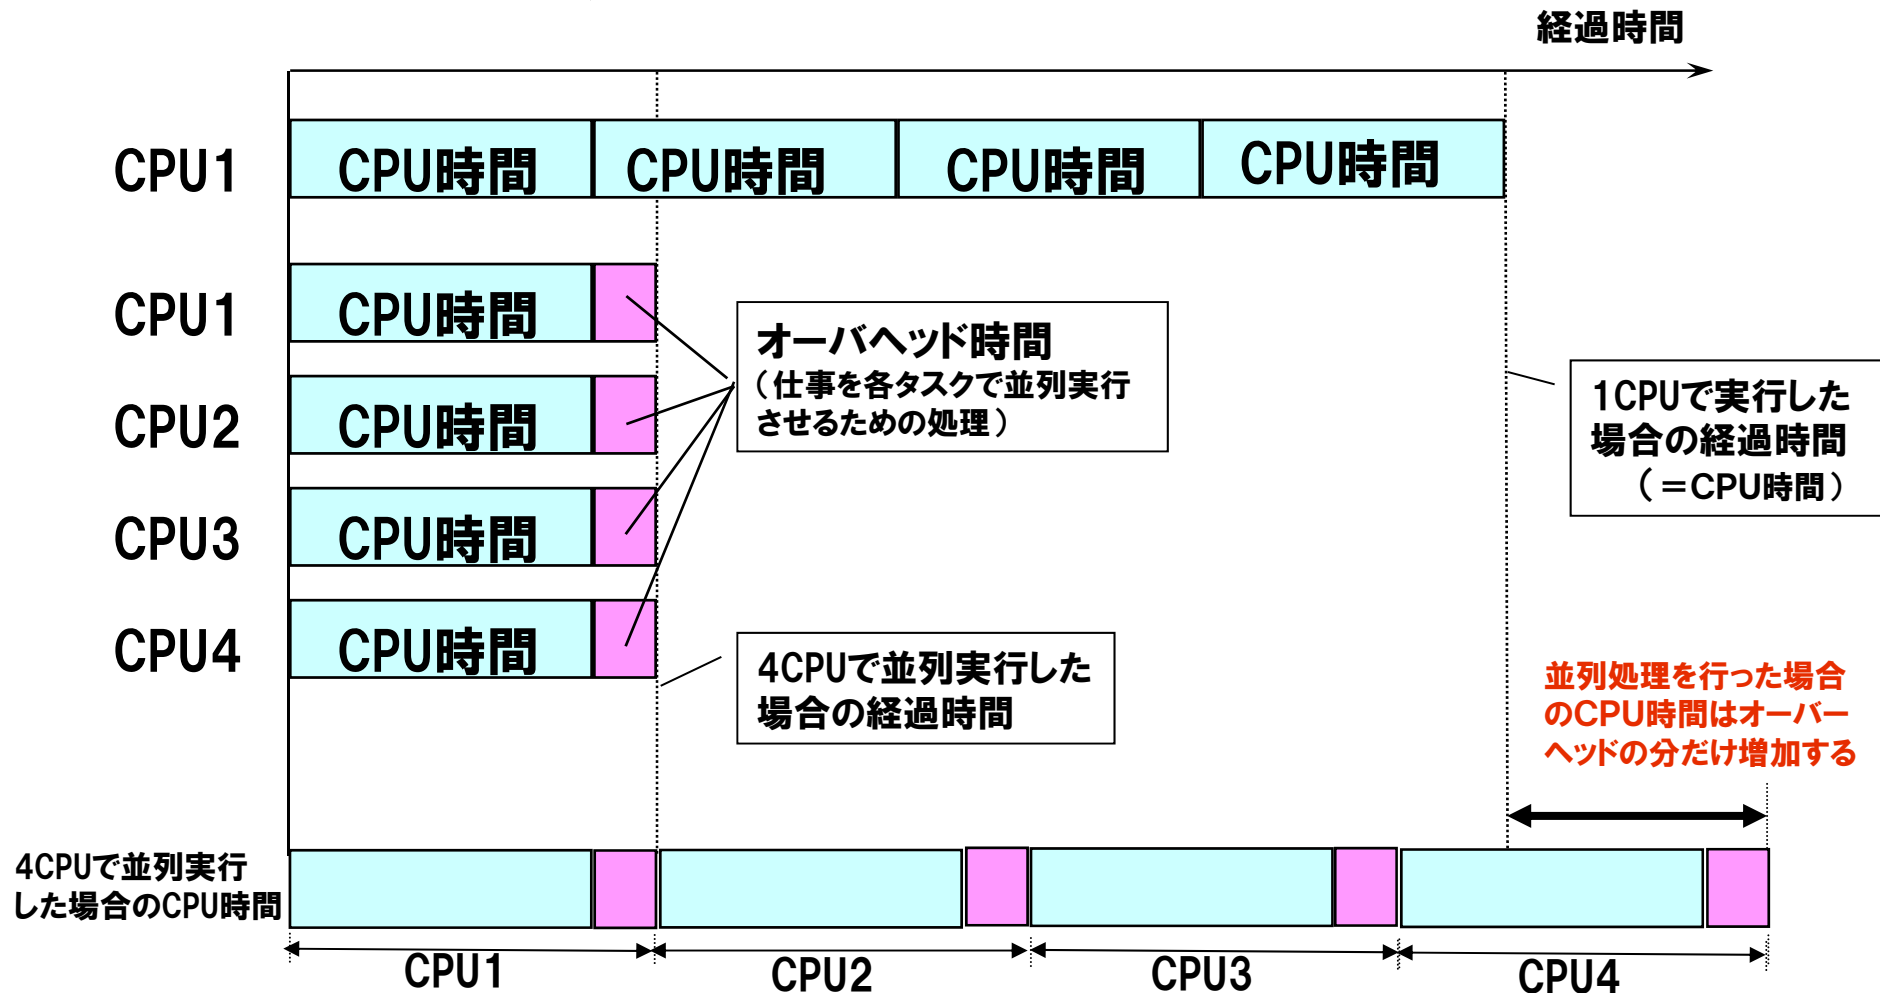 経過時間
CPU1
CPU時間
CPU時間
CPU時間
CPU時間
CPU1
CPU時間
CPU2
CPU時間
CPU3
CPU時間
CPU4
CPU時間
オーバヘッド時間
（仕事を各タスクで並列実行
させるための処理）
1CPUで実行した
場合の経過時間
（＝CPU時間）
4CPUで並列実行した
場合の経過時間
並列処理を行った場合
のCPU時間はオーバー
ヘッドの分だけ増加する
4CPUで並列実行
した場合のCPU時間
CPU1
CPU2
CPU3
CPU4